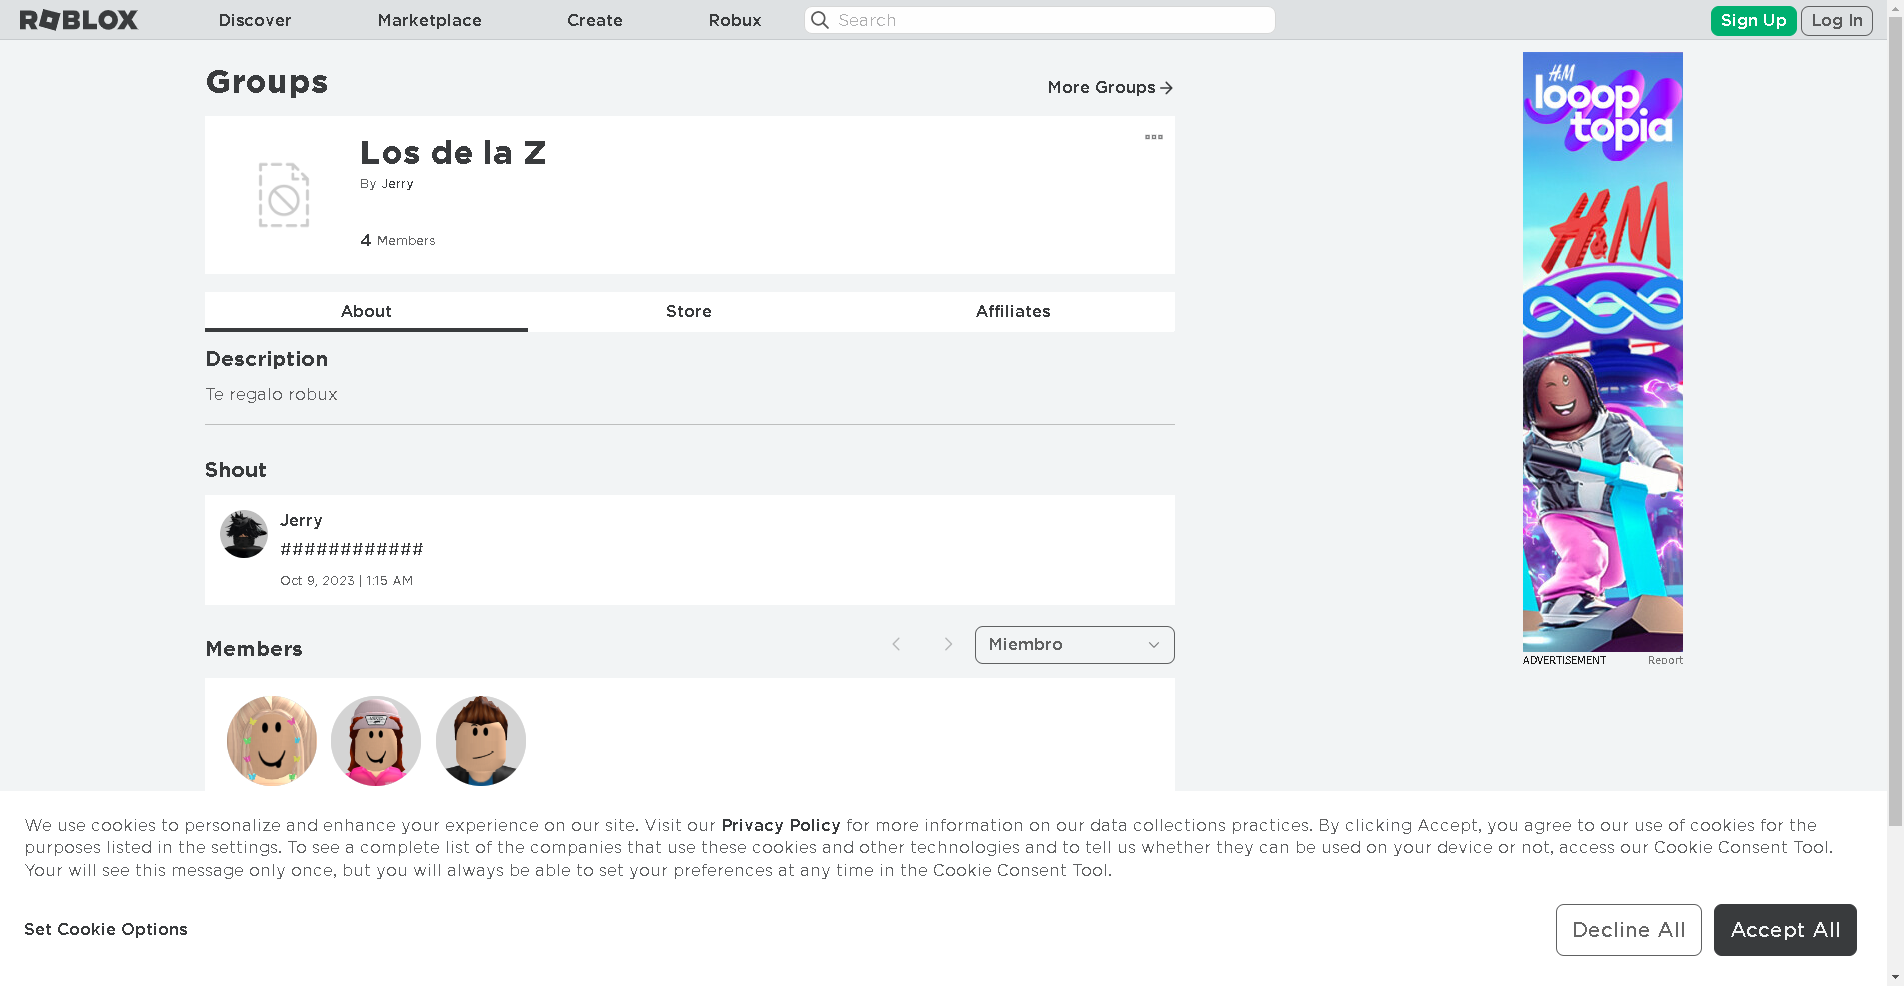 ROBLOX
Discover
Marketplace
Create
Robux
Search
Sign Up
Log In
Groups
More Groups
Los de la Z
By Jerry
4 Members
About
Store
Affiliates
Description
Te regalo robux
Shout
Jerry
############
Oct 9, 2023 | 1:15 AM
Members
Miembro
H&M
looop
topia
H&M
ADVERTISEMENT
Report
We use cookies to personalize and enhance your experience on our site. Visit our Privacy Policy for more information on our data collections practices. By clicking Accept, you agree to our use of cookies for the
purposes listed in the settings. To see a complete list of the companies that use these cookies and other technologies and to tell us whether they can be used on your device or not, access our Cookie Consent Tool.
Your will see this message only once, but you will always be able to set your preferences at any time in the Cookie Consent Tool.
Set Cookie Options
Decline All
Accept All